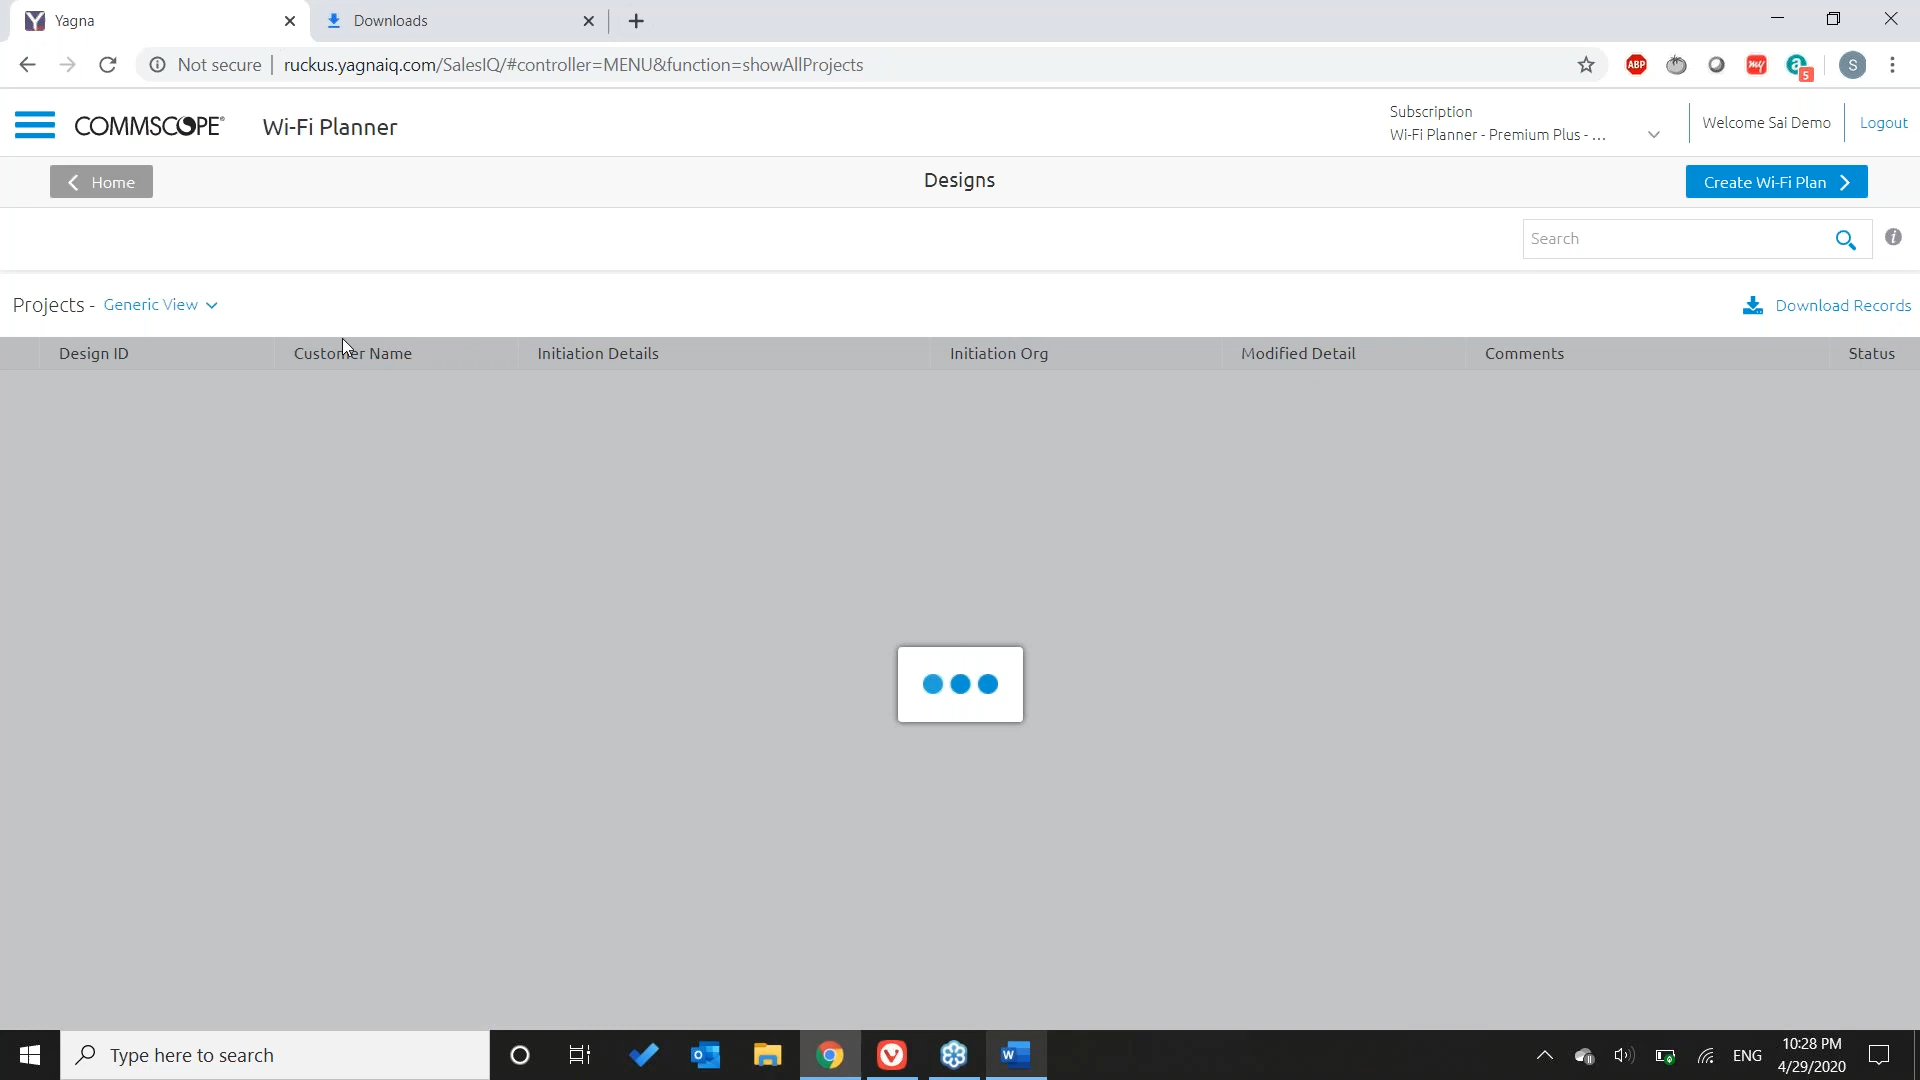 Yagna
Downloads
Not secure
ruckus.yagnaiq.com/SalesIQ/#controller=MENU&function=showAllProjects
ABP
my
a
5
S
COMMSCOPE®
Wi-Fi Planner
Subscription
Wi-Fi Planner - Premium Plus - ...
Welcome Sai Demo
Logout
Home
Designs
Create Wi-Fi Plan
Search
i
Projects - Generic View
Download Records
Design ID
Customer Name
Initiation Details
Initiation Org
Modified Detail
Comments
Status
Type here to search
ENG
10:28 PM
4/29/2020